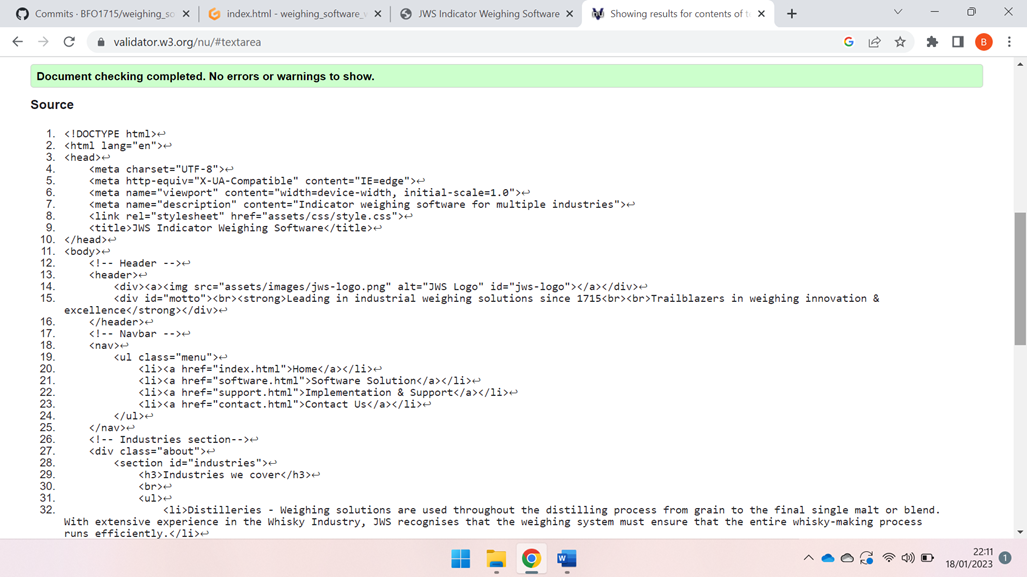 Commits · BFO1715/weighing_so
index.html - weighing_software_v
JWS Indicator Weighing Software
Showing results for contents of t
validator.w3.org/nu/#textarea
B
Document checking completed. No errors or warnings to show.
Source
1. <!DOCTYPE html>↩
2. <html lang="en">↩
3. <head>↩
4. <meta charset="UTF-8">↩
5. <meta http-equiv="X-UA-Compatible" content="IE=edge">↩
6. <meta name="viewport" content="width=device-width, initial-scale=1.0">↩
7. <meta name="description" content="Indicator weighing software for multiple industries">↩
8. <link rel="stylesheet" href="assets/css/style.css">↩
9. <title>JWS Indicator Weighing Software</title>↩
10. </head>↩
11. <body>↩
12. <!-- Header -->↩
13. <header>↩
14. <div><a><img src="assets/images/jws-logo.png" alt="JWS Logo" id="jws-logo"></a></div>↩
15. <div id="motto"><br><strong>Leading in industrial weighing solutions since 1715<br><br>Trailblazers in weighing innovation &
excellence</strong></div>↩
16. </header>↩
17. <!-- Navbar -->↩
18. <nav>↩
19. <ul class="menu">↩
20. <li><a href="index.html">Home</a></li>↩
21. <li><a href="software.html">Software Solution</a></li>↩
22. <li><a href="support.html">Implementation & Support</a></li>↩
23. <li><a href="contact.html">Contact Us</a></li>↩
24. </ul>↩
25. </nav>↩
26. <!-- Industries section-->↩
27. <div class="about">↩
28. <section id="industries">↩
29. <h3>Industries we cover</h3>↩
30. <br>↩
31. <ul>↩
32. <li>Distilleries - Weighing solutions are used throughout the distilling process from grain to the final single malt or blend.
With extensive experience in the Whisky Industry, JWS recognises that the weighing system must ensure that the entire whisky-making process
runs efficiently.</li>↩
W
22:11
18/01/2023
1